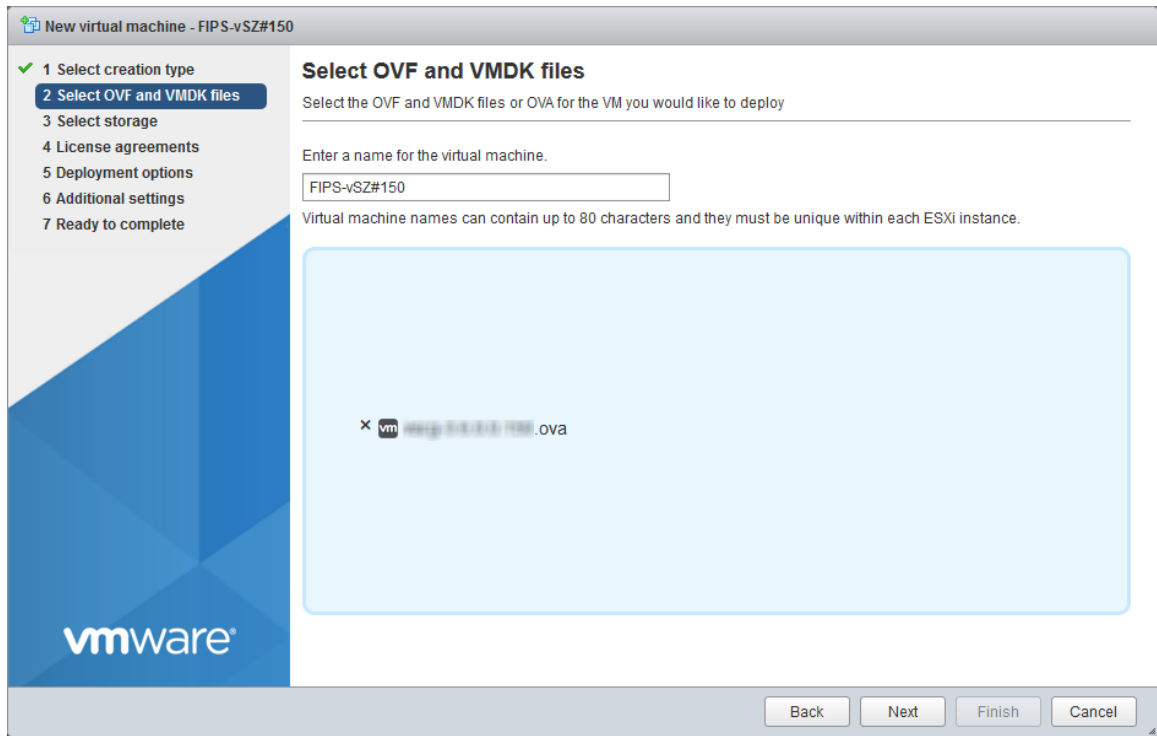 New virtual machine - FIPS-vSZ#150
1 Select creation type
2 Select OVF and VMDK files
3 Select storage
4 License agreements
5 Deployment options
6 Additional settings
7 Ready to complete
vmware®
Select OVF and VMDK files
Select the OVF and VMDK files or OVA for the VM you would like to deploy
Enter a name for the virtual machine.
FIPS-vSZ#150
Virtual machine names can contain up to 80 characters and they must be unique within each ESXi instance.
× vm .ova
Back Next Finish Cancel